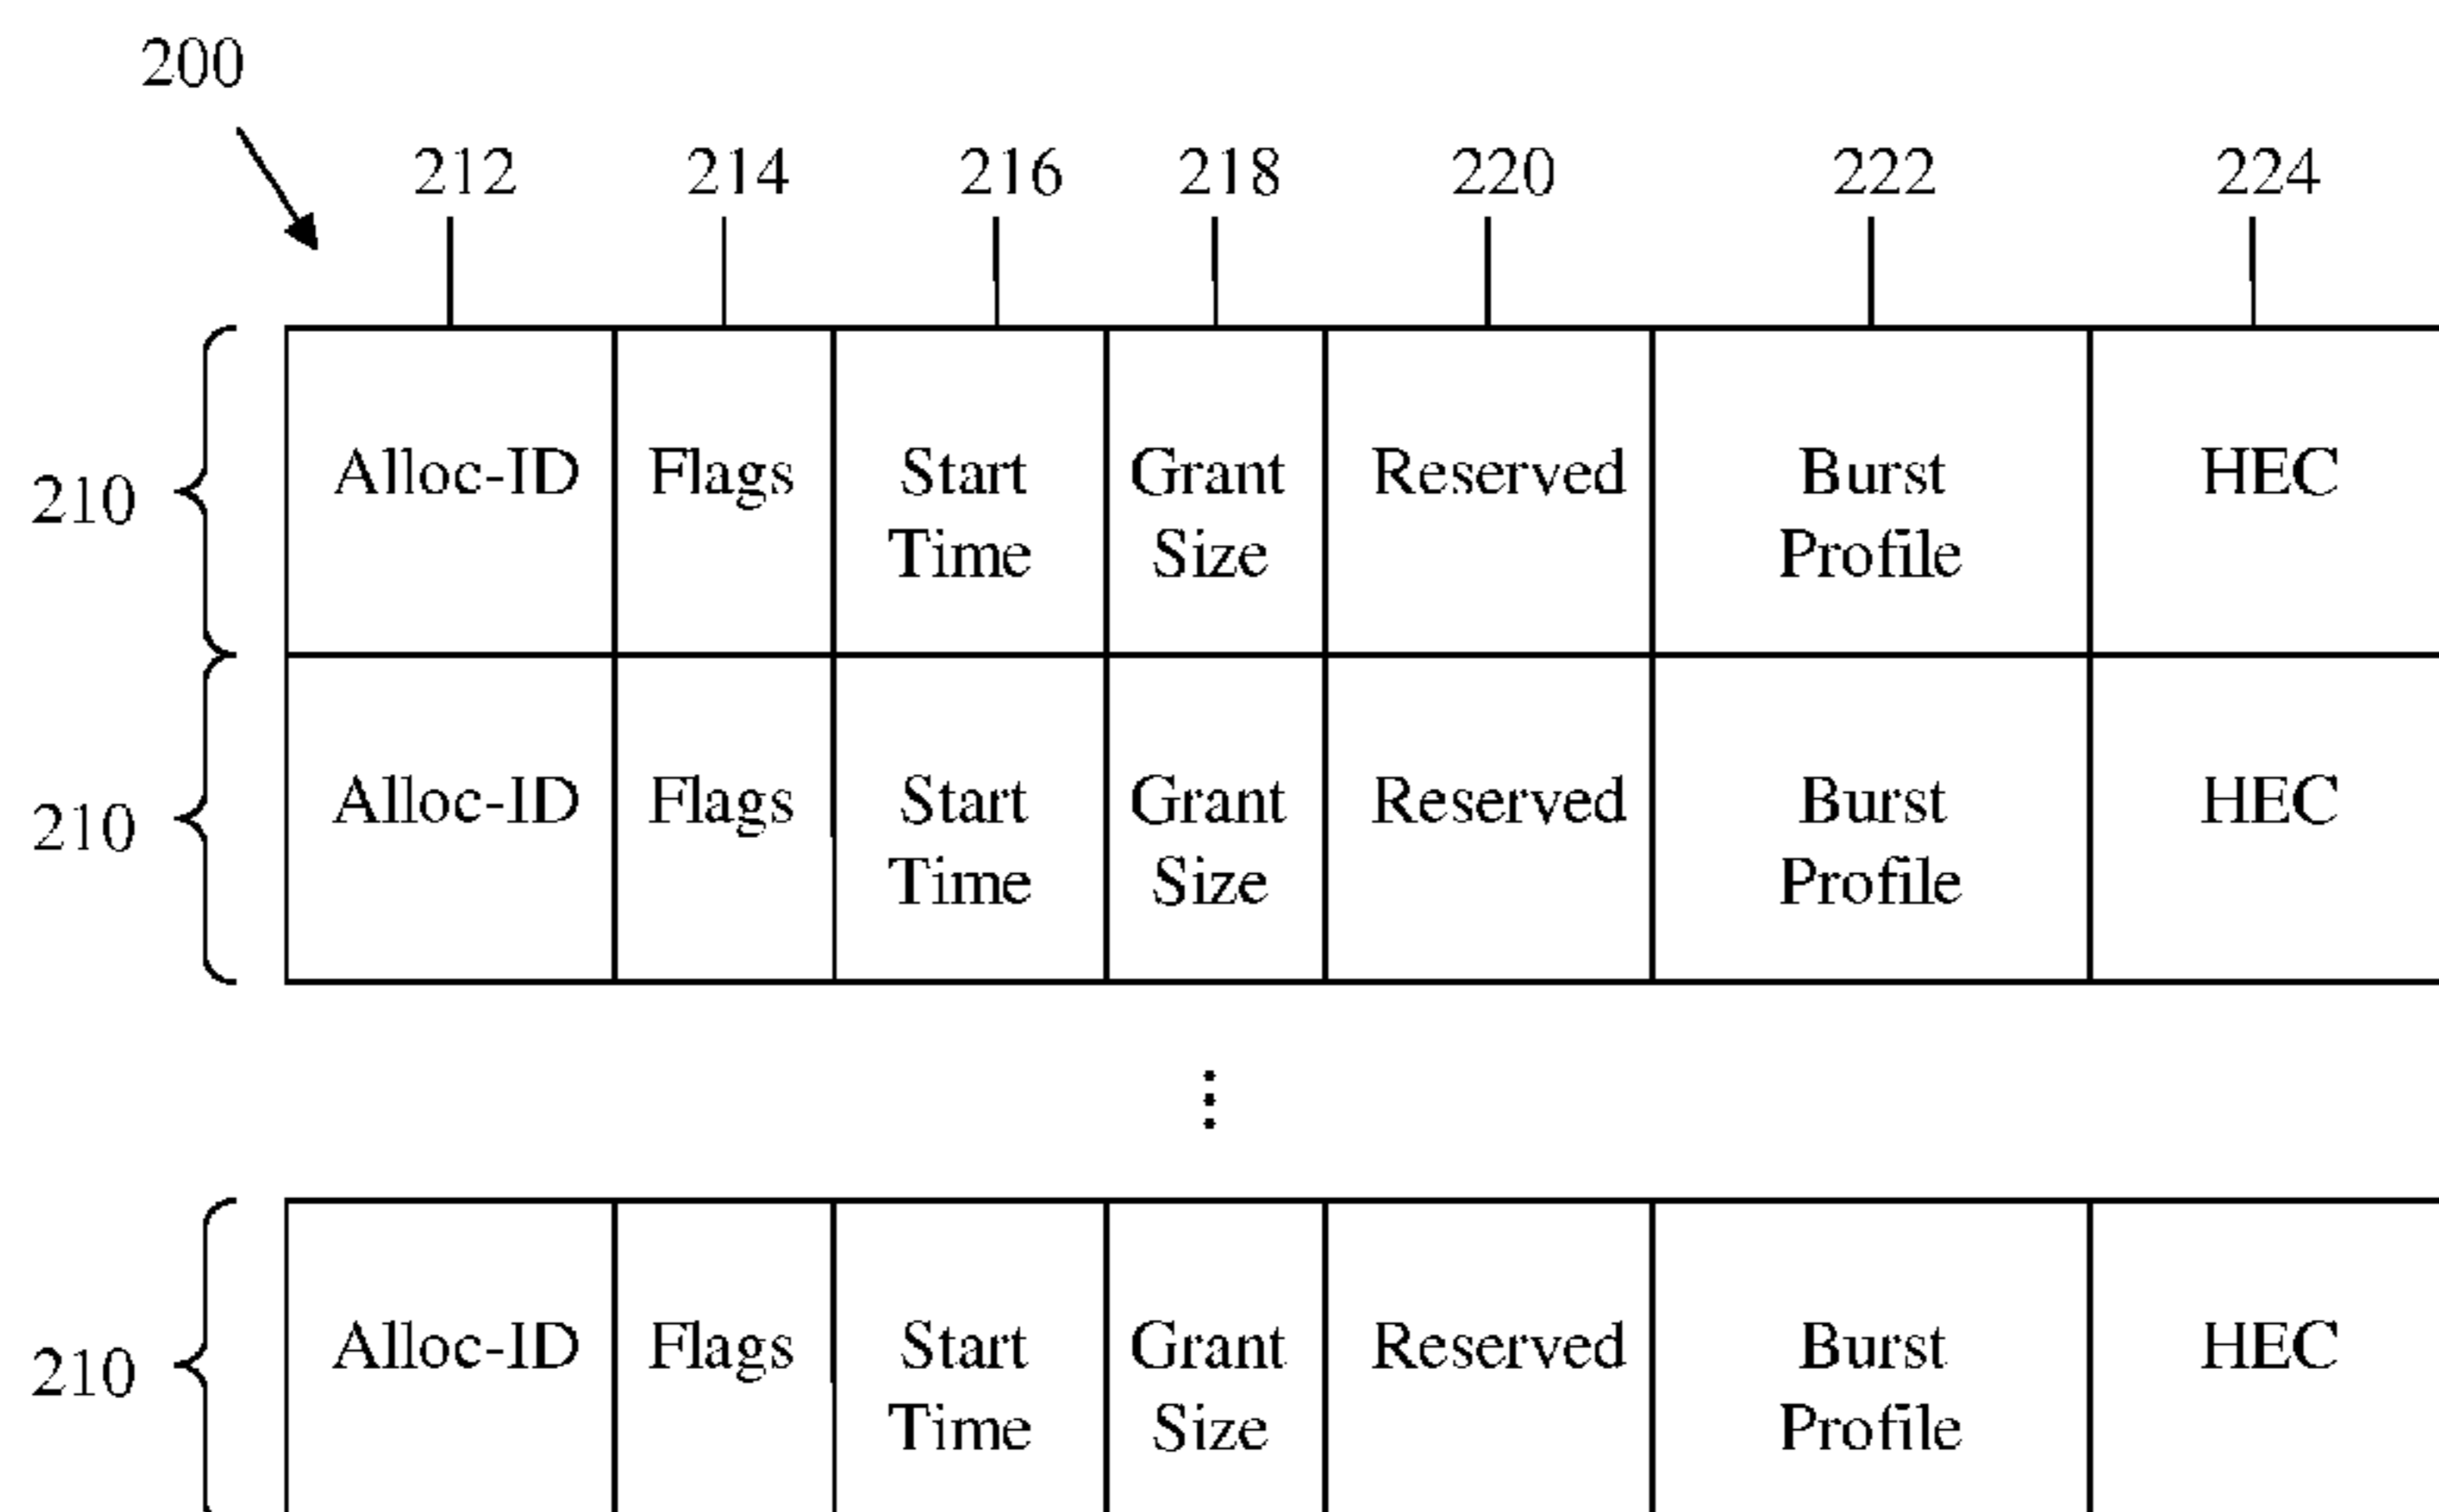 200
212 214 216 218 220 222 224
210 Alloc-ID Flags Start Time Grant Size Reserved Burst Profile HEC
210 Alloc-ID Flags Start Time Grant Size Reserved Burst Profile HEC
210 Alloc-ID Flags Start Time Grant Size Reserved Burst Profile HEC